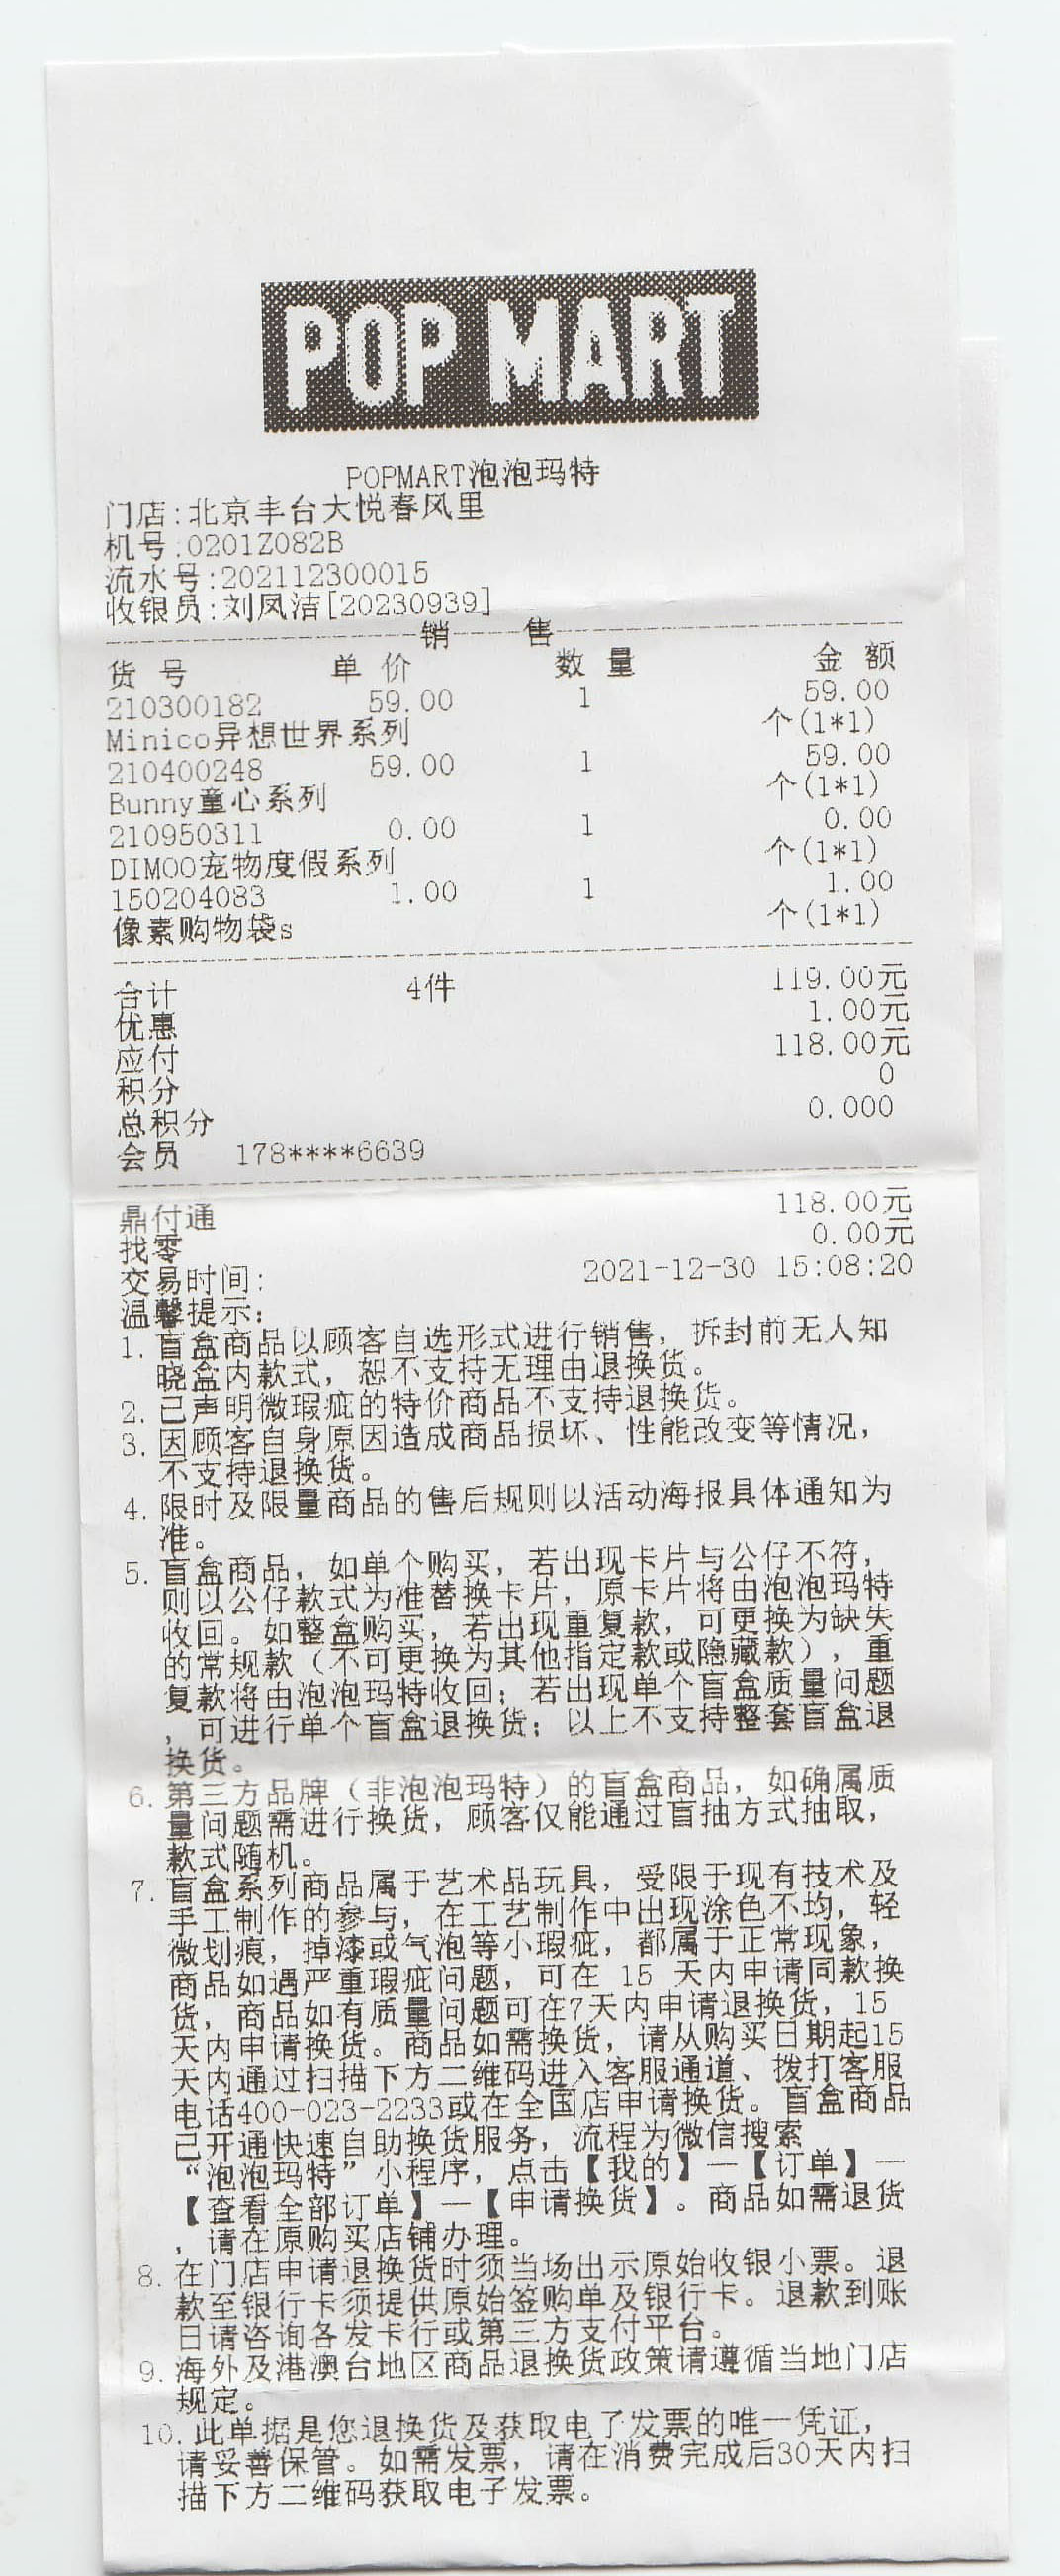 POP MART
POPMART泡泡玛特
门店:北京丰台大悦春风里
机号:0201Z082B
流水号:202112300015
收银员:刘凤洁[20230939]
销 售
货 号 单 价 数 量 金 额
210300182 59.00 1 59.00
Minico异想世界系列 个(1*1)
210400248 59.00 1 59.00
Bunny童心系列 个(1*1)
210950311 0.00 1 0.00
DIMOO宠物度假系列 个(1*1)
150204083 1.00 1 1.00
像素购物袋s 个(1*1)
合计 4件 119.00元
优惠 1.00元
应付 118.00元
积分 0
总积分 0.000
会员 178****6639
鼎付通 118.00元
找零 0.00元
交易时间: 2021-12-30 15:08:20
温馨提示:
1. 盲盒商品以顾客自选形式进行销售，拆封前无人知
晓盒内款式，恕不支持无理由退换货。
2. 已声明微瑕疵的特价商品不支持退换货。
3. 因顾客自身原因造成商品损坏、性能改变等情况，
不支持退换货。
4. 限时及限量商品的售后规则以活动海报具体通知为
准。
5. 盲盒商品，如单个购买，若出现卡片与公仔不符，
则以公仔款式为准替换卡片，原卡片将由泡泡玛特
收回。如整盒购买，若出现重复款，可更换为缺失
的常规款（不可更换为其他指定款或隐藏款），重
复款将由泡泡玛特收回；若出现单个盲盒质量问题
，可进行单个盲盒退换货；以上不支持整套盲盒退
换货。
6. 第三方品牌（非泡泡玛特）的盲盒商品，如确属质
量问题需进行换货，顾客仅能通过盲抽方式抽取，
款式随机。
7. 盲盒系列商品属于艺术品玩具，受限于现有技术及
手工制作的参与，在工艺制作中出现涂色不均，轻
微划痕，掉漆或气泡等小瑕疵，都属于正常现象，
商品如遇严重瑕疵问题，可在 15 天内申请同款换
货，商品如有质量问题可在7天内申请退换货，15
天内申请换货。商品如需换货，请从购买日期起15
天内通过扫描下方二维码进入客服通道、拨打客服
电话400-023-2233或在全国店申请换货。盲盒商品
已开通快速自助换货服务，流程为微信搜索
“泡泡玛特”小程序，点击【我的】—【订单】—
【查看全部订单】—【申请换货】。商品如需退货
，请在原购买店铺办理。
8. 在门店申请退换货时须当场出示原始收银小票。退
款至银行卡须提供原始签购单及银行卡。退款到账
日请咨询各发卡行或第三方支付平台。
9. 海外及港澳台地区商品退换货政策请遵循当地门店
规定。
10. 此单据是您退换货及获取电子发票的唯一凭证，
请妥善保管。如需发票，请在消费完成后30天内扫
描下方二维码获取电子发票。